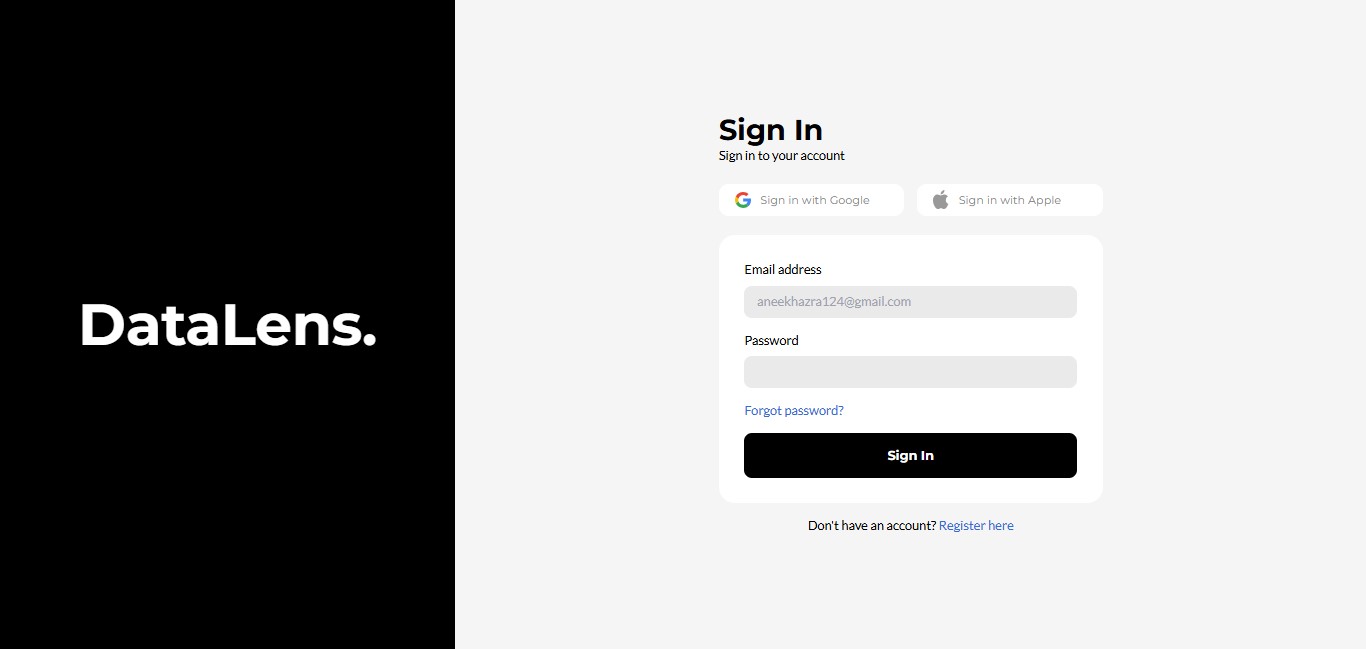 DataLens.
Sign In
Sign in to your account
Sign in with Google
Sign in with Apple
Email address
aneekhazra124@gmail.com
Password
Forgot password?
Sign In
Don't have an account? Register here